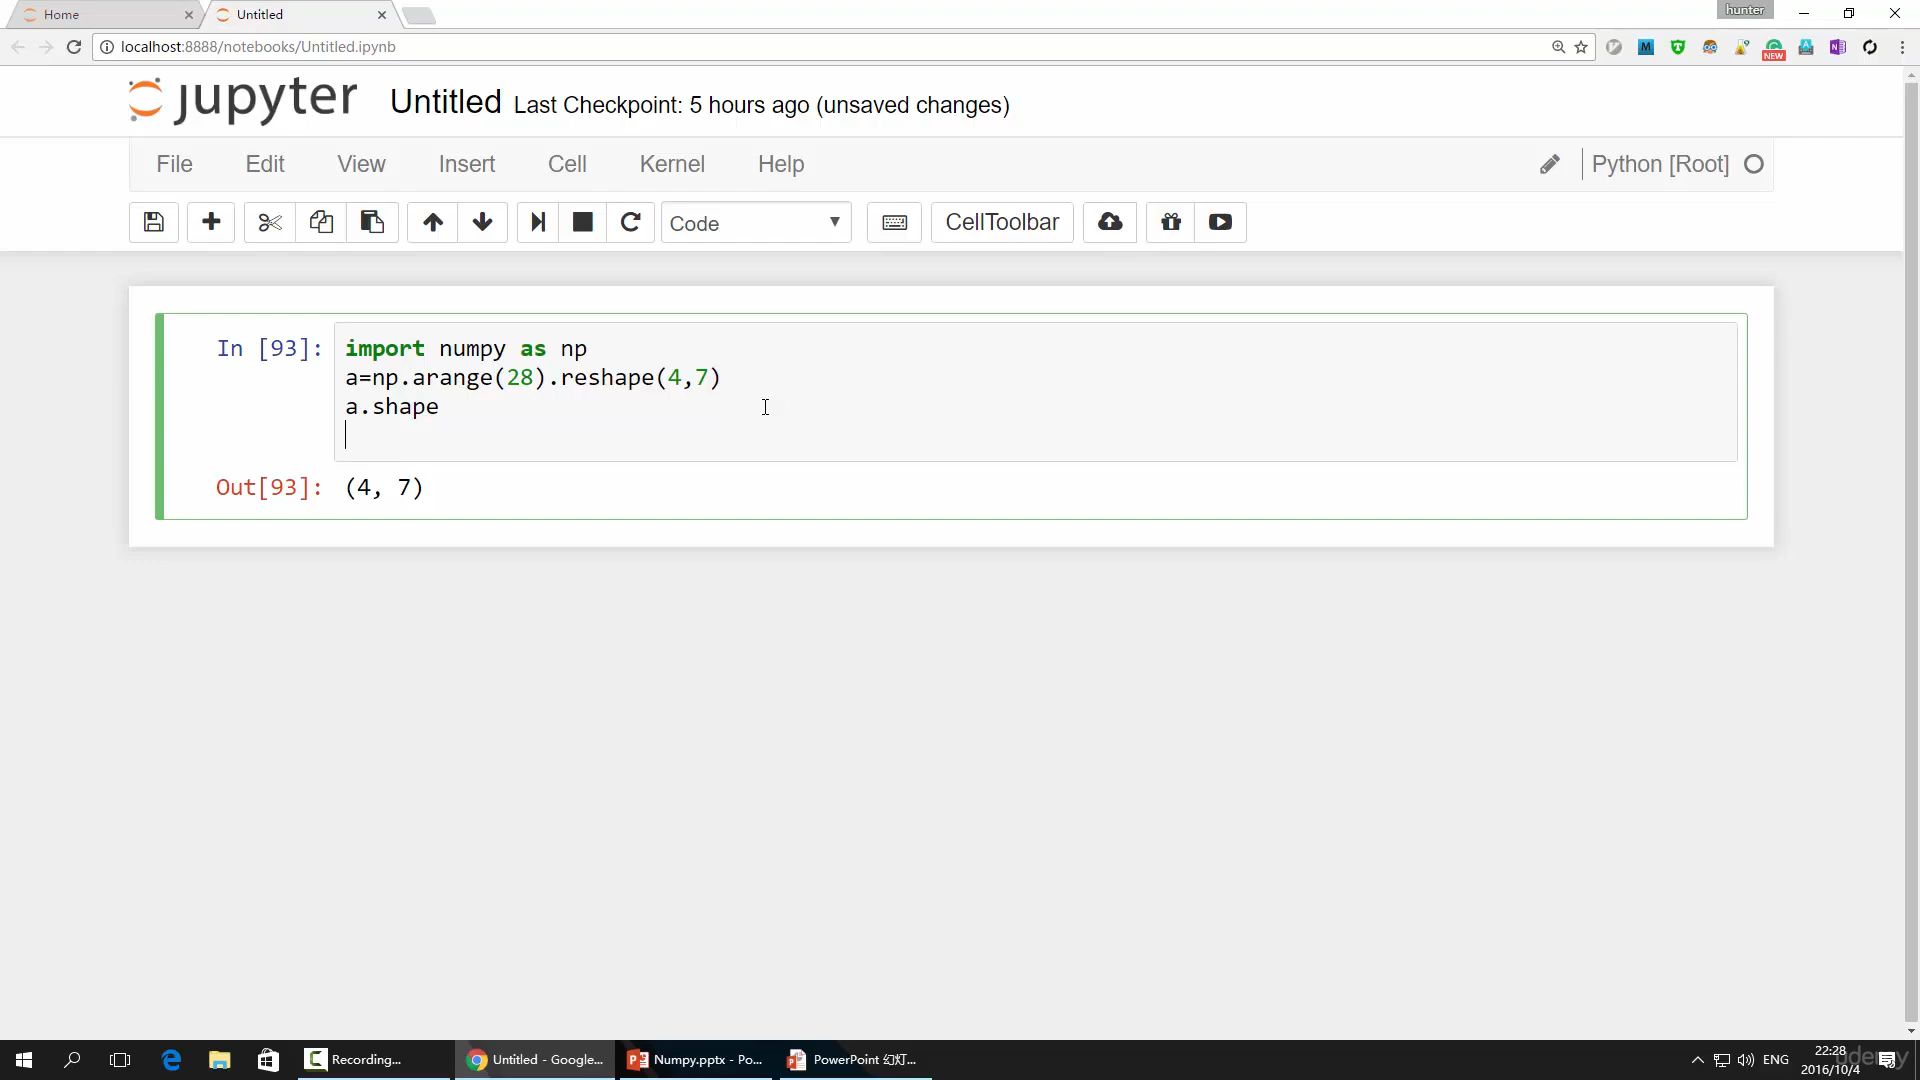 Home
Untitled
hunter
localhost:8888/notebooks/Untitled.ipynb
NEW
jupyter Untitled Last Checkpoint: 5 hours ago (unsaved changes)
File Edit View Insert Cell Kernel Help
Python [Root]
Code
CellToolbar
In [93]: import numpy as np
a=np.arange(28).reshape(4,7)
a.shape
Out[93]: (4, 7)
Recording...
Untitled - Google...
Numpy.pptx - Po...
PowerPoint 幻灯...
ENG
22:28
2016/10/4
udemy